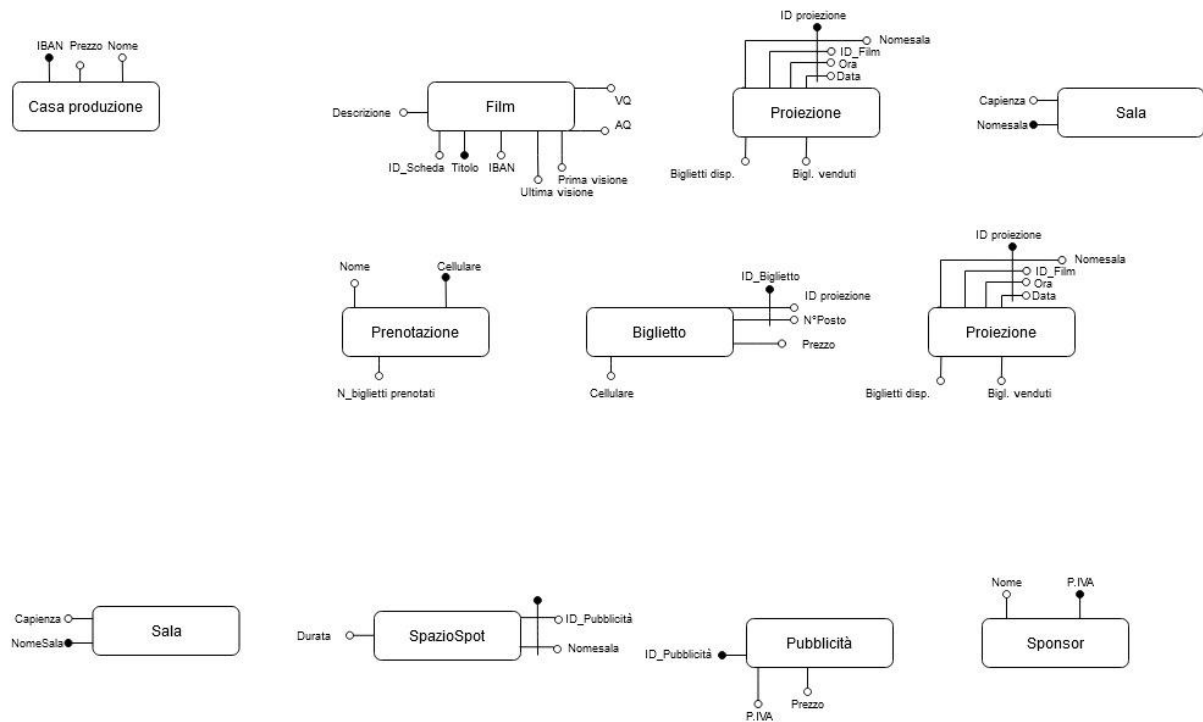 ID proiezione
IBAN Prezzo Nome
Nomesala
ID_Film
Ora
Data
Casa produzione
Descrizione
Film
VQ
AQ
Proiezione
Capienza
Nomesala
Sala
ID_Scheda Titolo IBAN
Prima visione
Ultima visione
Biglietti disp.
Bigl. venduti
Nome
Cellulare
ID_Biglietto
ID proiezione
N°Posto
Prezzo
ID proiezione
Nomesala
ID_Film
Ora
Data
Prenotazione
Biglietto
Proiezione
N_biglietti prenotati
Cellulare
Biglietti disp.
Bigl. venduti
Capienza
NomeSala
Sala
Durata
SpazioSpot
ID_Pubblicità
Nomesala
ID_Pubblicità
Pubblicità
P.IVA
Prezzo
Nome
P.IVA
Sponsor